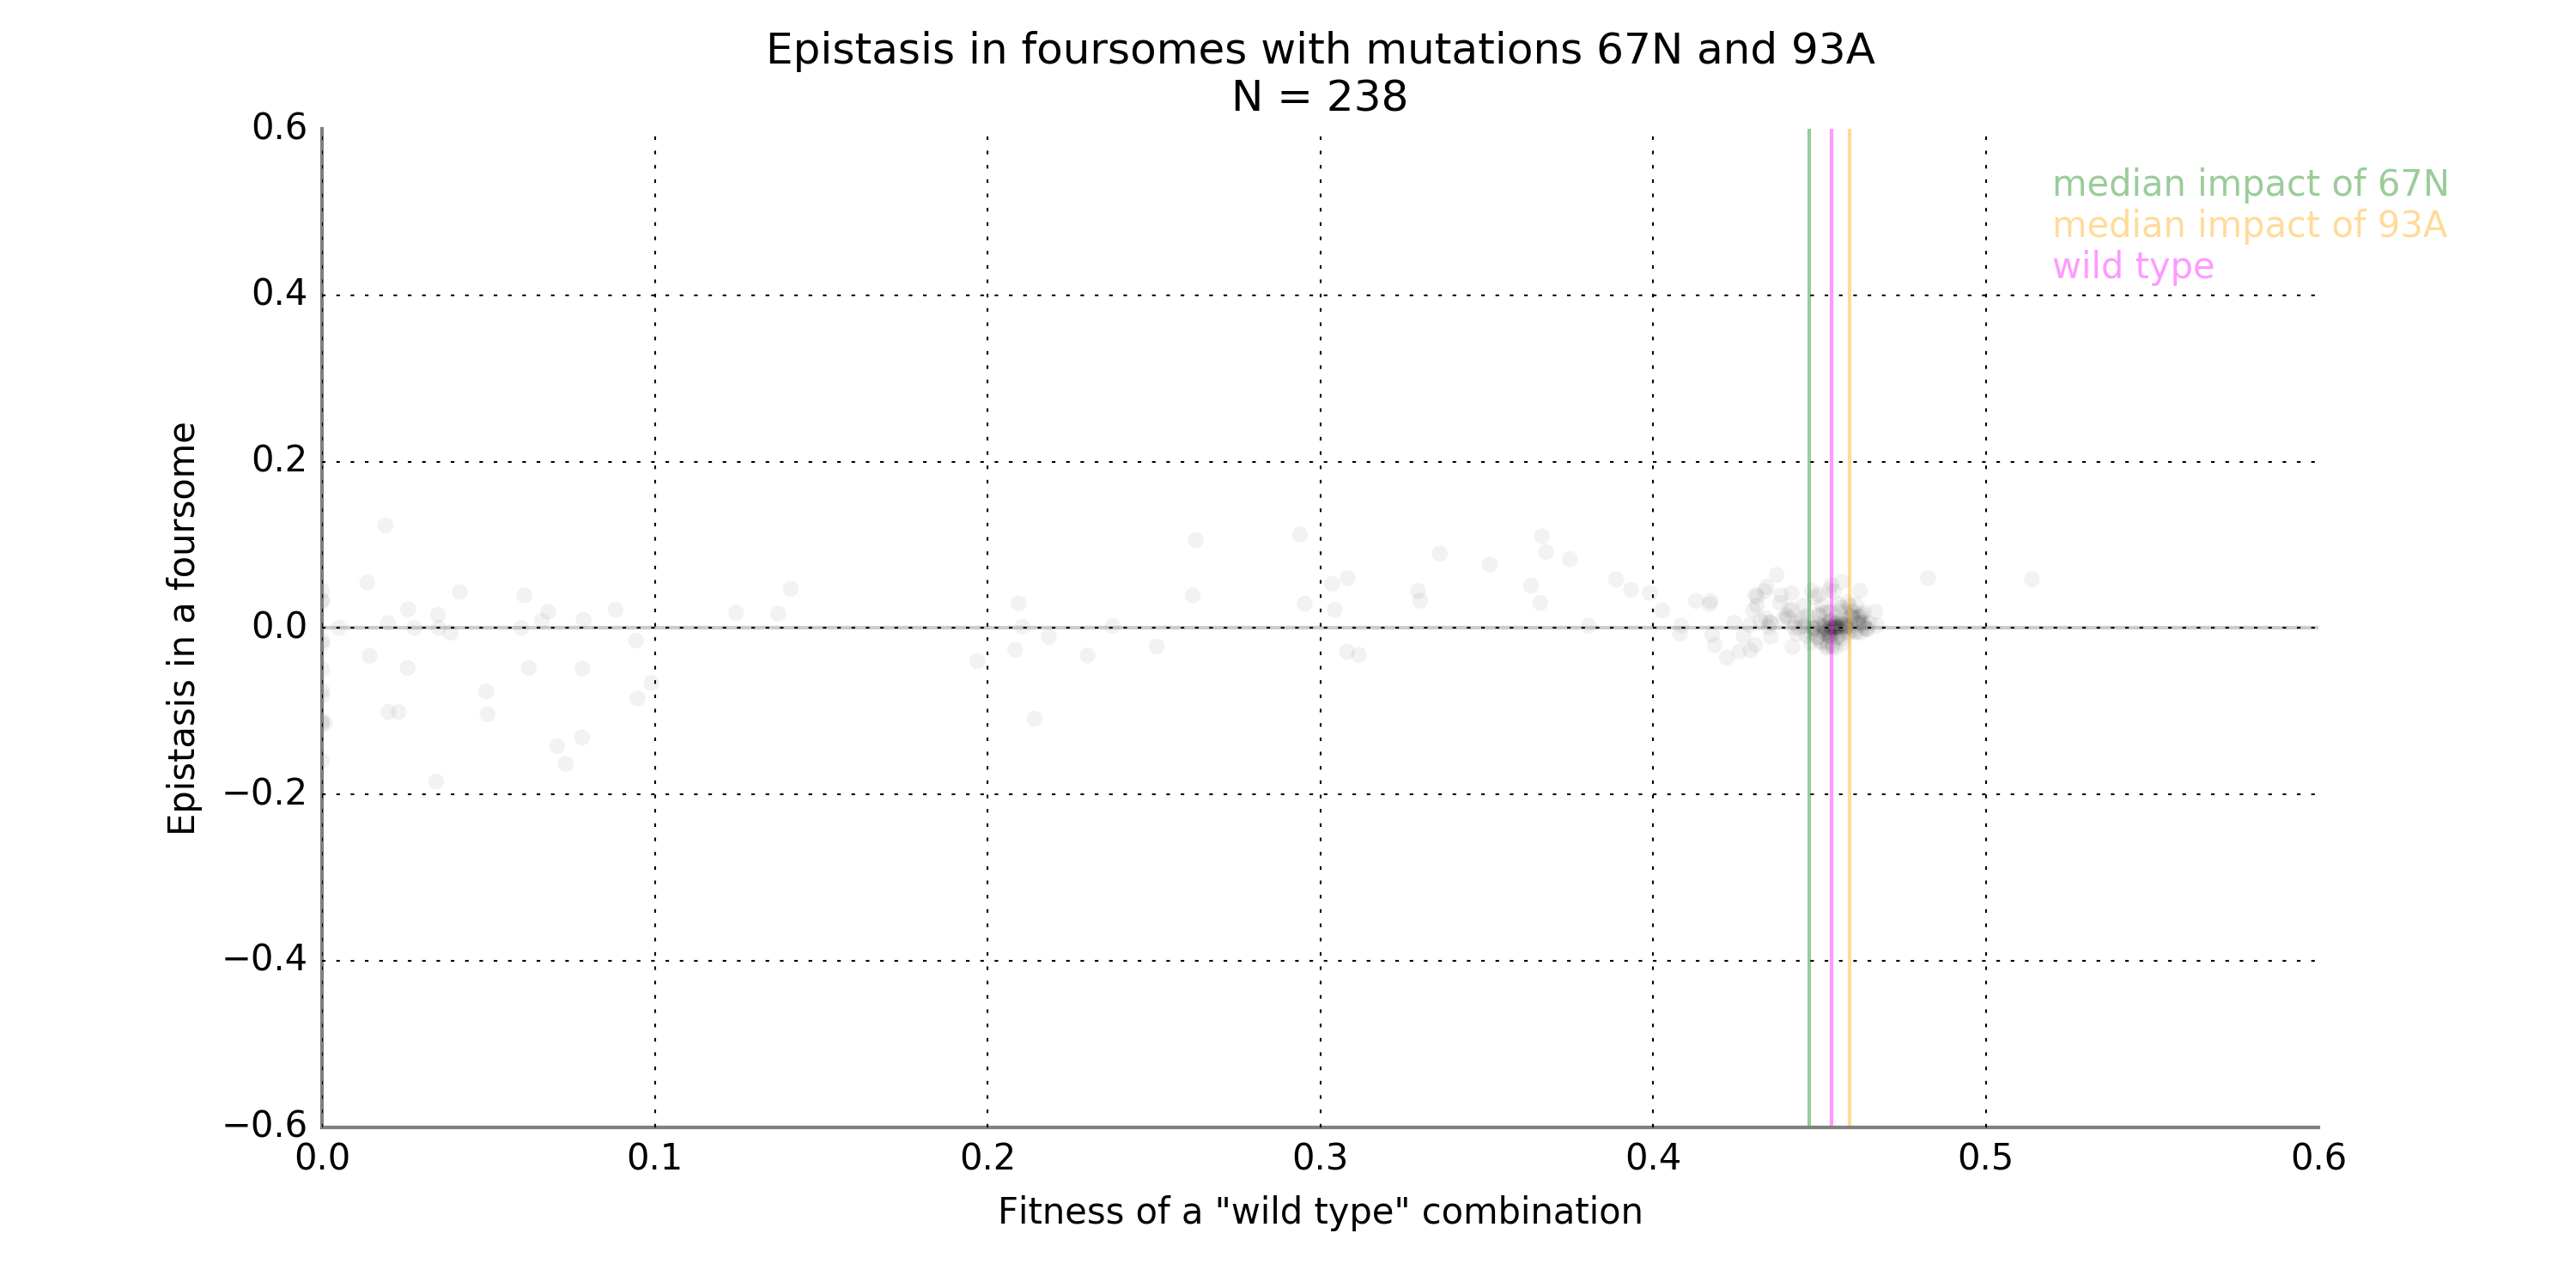 Epistasis in foursomes with mutations 67N and 93A
N = 238
0.6
0.4
0.2
0.0
−0.2
−0.4
−0.6
Epistasis in a foursome
median impact of 67N
median impact of 93A
wild type
0.0 0.1 0.2 0.3 0.4 0.5 0.6
Fitness of a "wild type" combination